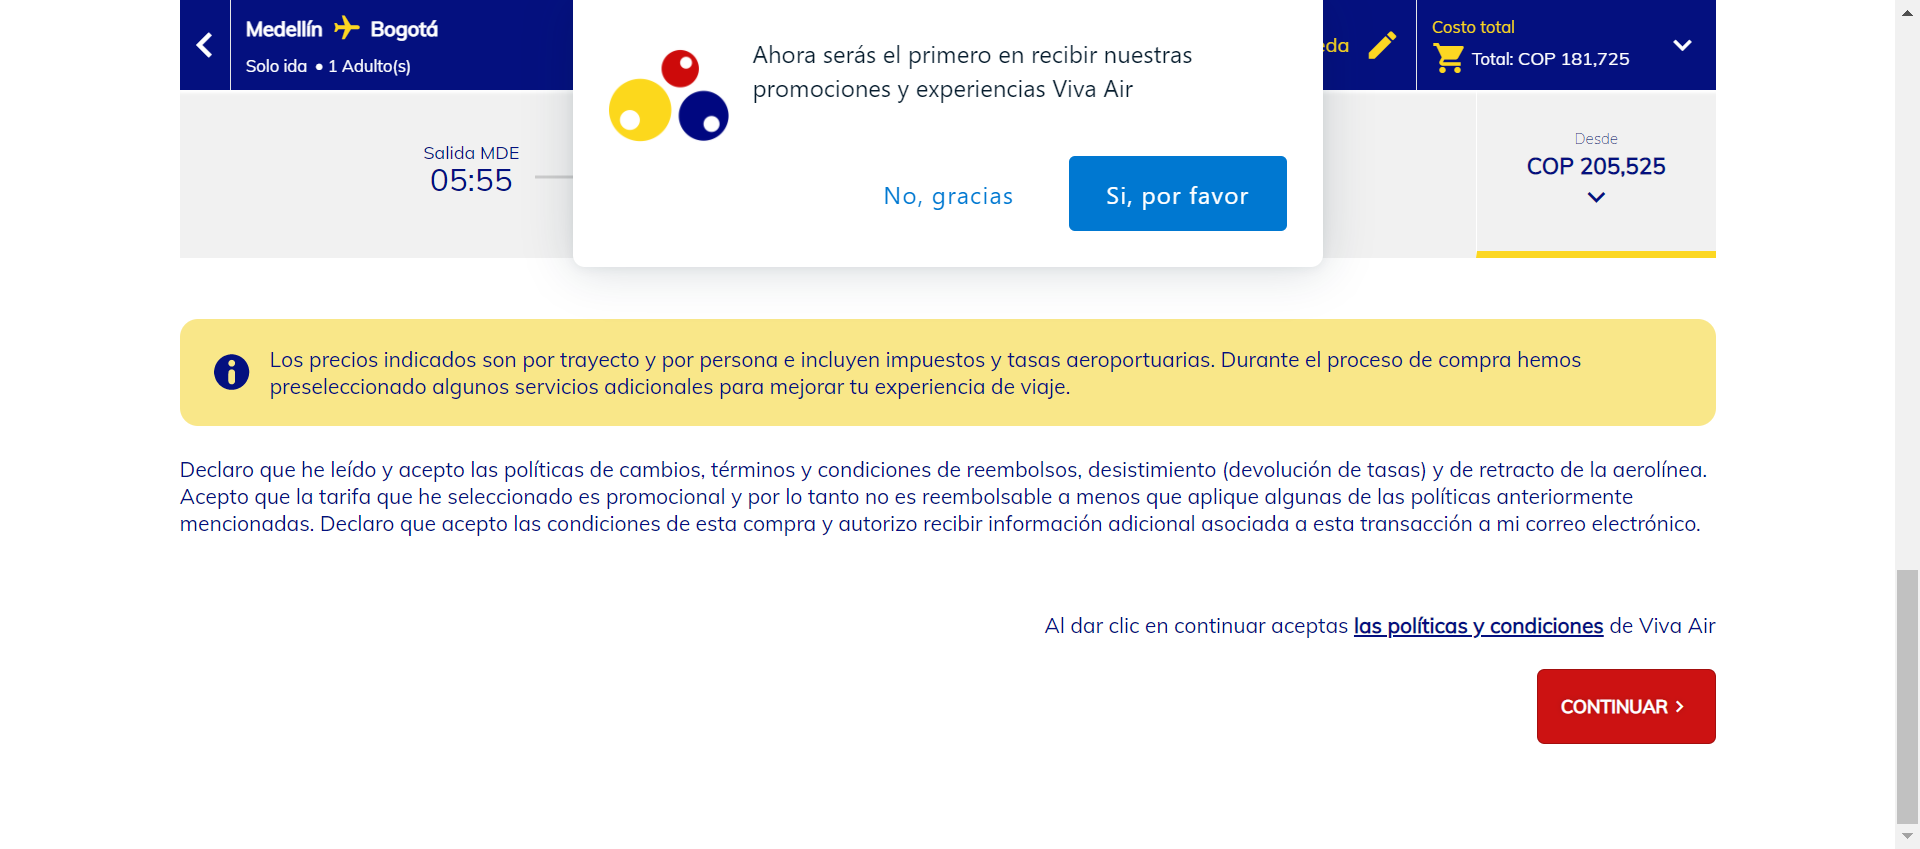 Medellín Bogotá
Solo ida • 1 Adulto(s)
Ahora serás el primero en recibir nuestras
promociones y experiencias Viva Air
No, gracias
Si, por favor
Costo total
Total: COP 181,725
Salida MDE
05:55
Desde
COP 205,525
Los precios indicados son por trayecto y por persona e incluyen impuestos y tasas aeroportuarias. Durante el proceso de compra hemos
preseleccionado algunos servicios adicionales para mejorar tu experiencia de viaje.
Declaro que he leído y acepto las políticas de cambios, términos y condiciones de reembolsos, desistimiento (devolución de tasas) y de retracto de la aerolínea.
Acepto que la tarifa que he seleccionado es promocional y por lo tanto no es reembolsable a menos que aplique algunas de las políticas anteriormente
mencionadas. Declaro que acepto las condiciones de esta compra y autorizo recibir información adicional asociada a esta transacción a mi correo electrónico.
Al dar clic en continuar aceptas las políticas y condiciones de Viva Air
CONTINUAR >